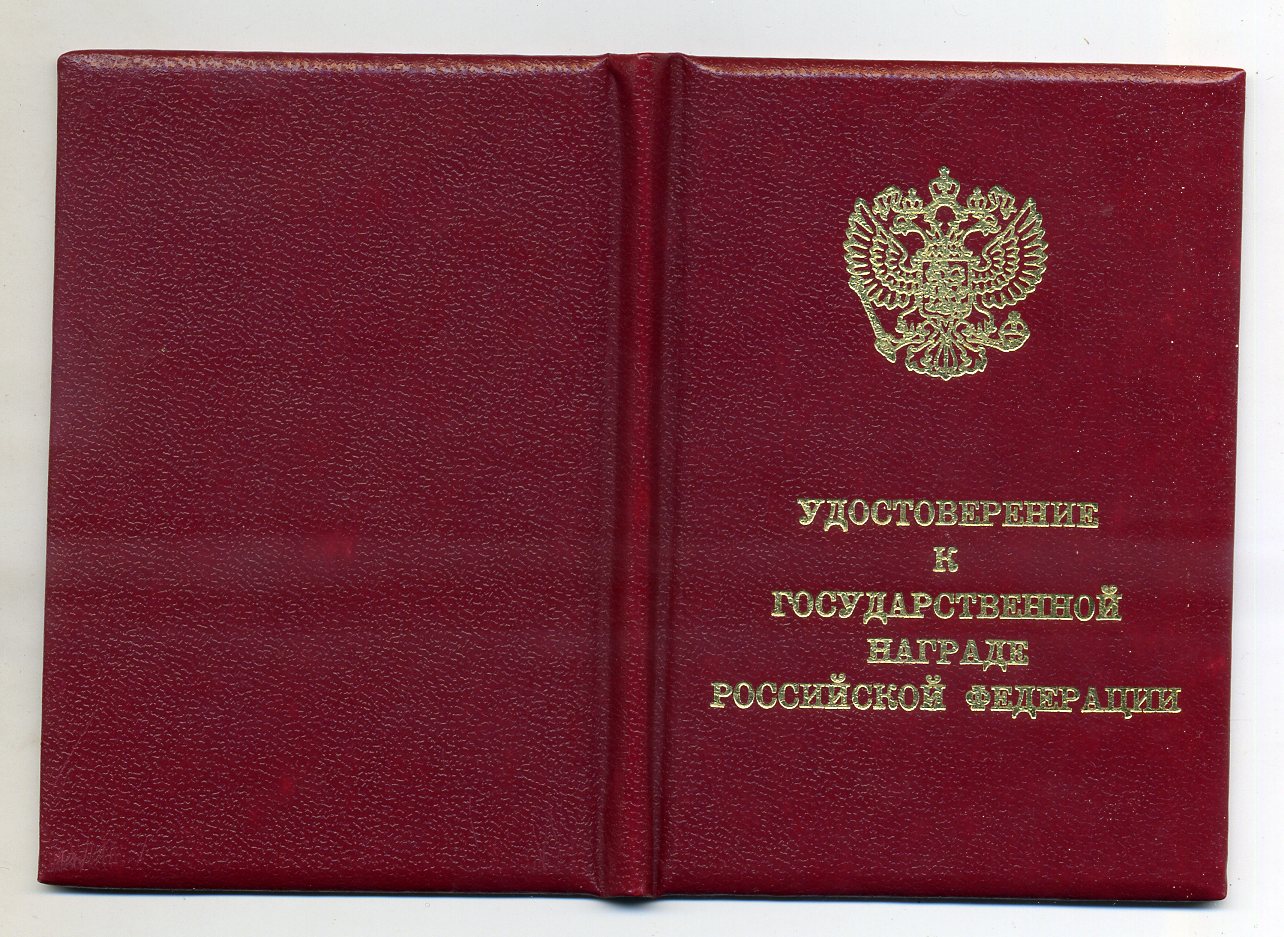 УДОСТОВЕРЕНИЕ
К
ГОСУДАРСТВЕННОЙ
НАГРАДЕ
РОССИЙСКОЙ ФЕДЕРАЦИИ